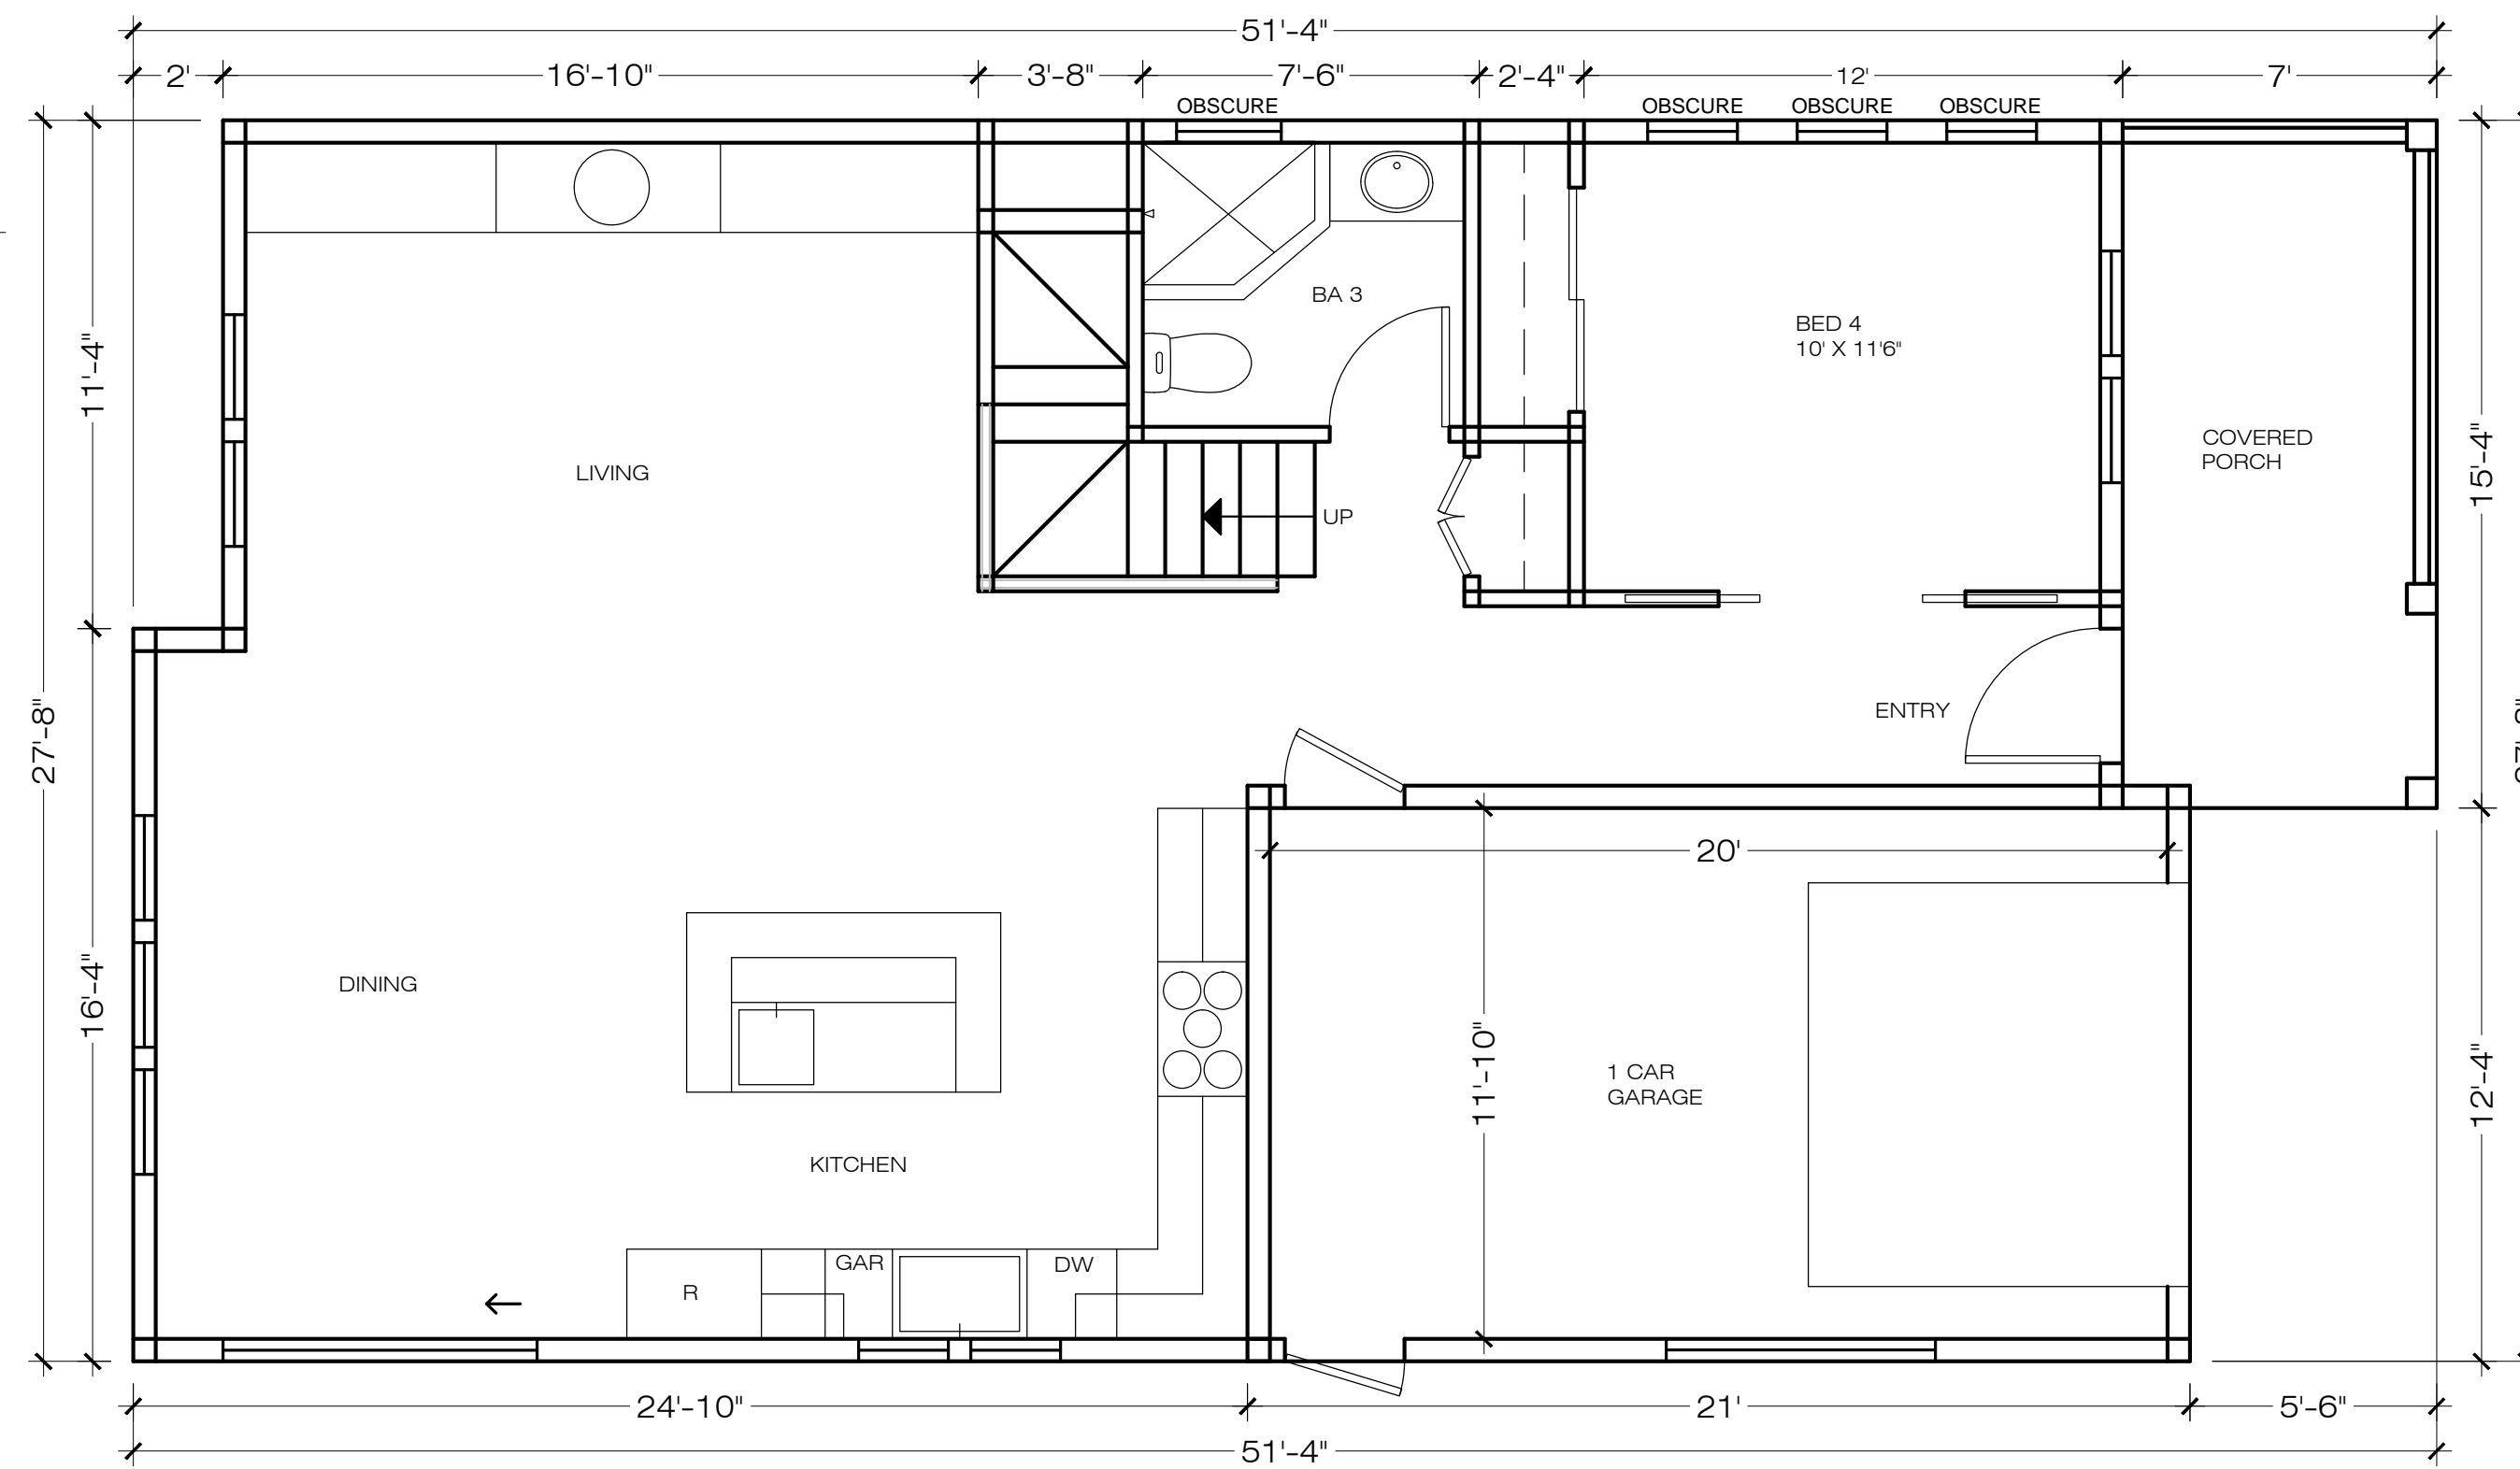 51'-4"
2'
16'-10"
3'-8"
7'-6"
2'-4"
12'
7'
OBSCURE
OBSCURE
OBSCURE
OBSCURE
BA 3
BED 4
10' X 11'6"
11'-4"
LIVING
COVERED
PORCH
15'-4"
UP
27'-8"
ENTRY
20'
DINING
16'-4"
11'-10"
1 CAR
GARAGE
12'-4"
KITCHEN
GAR
DW
R
24'-10"
21'
5'-6"
51'-4"